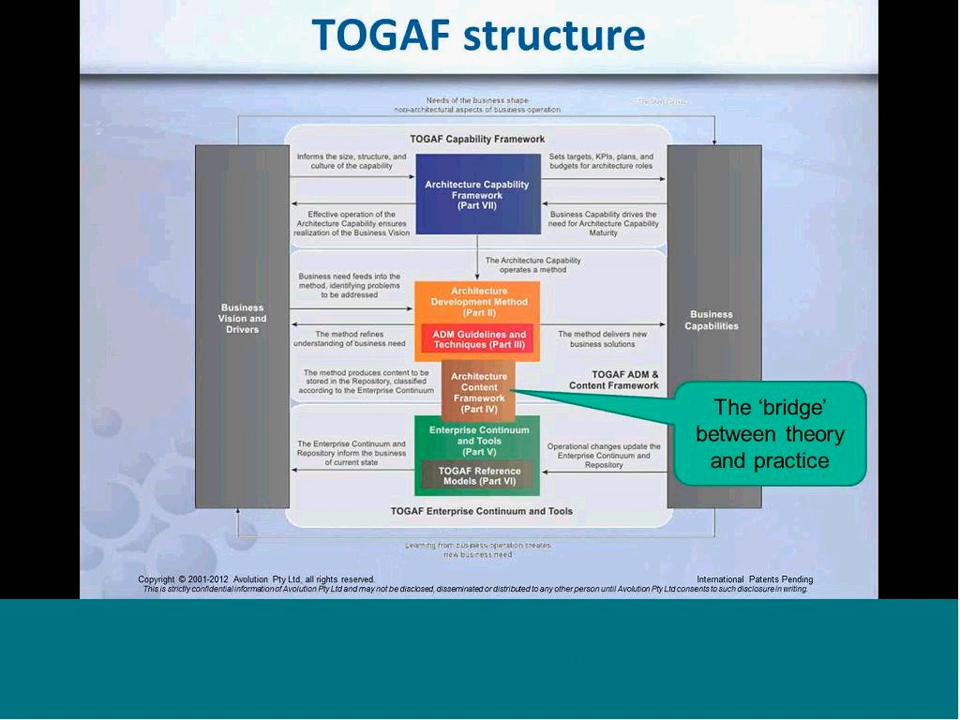 TOGAF structure
Needs of the business shape
non-architectural aspects of business operation
TOGAF Capability Framework
Informs the size, structure, and
culture of the capability
Sets targets, KPIs, plans, and
budgets for architecture roles
Architecture Capability
Framework
(Part VII)
Effective operation of the
Architecture Capability ensures
realization of the Business Vision
Business Capability drives the
need for Architecture Capability
Maturity
The Architecture Capability
operates a method
Business need feeds into the
method, identifying problems
to be addressed
Architecture
Development Method
(Part II)
Business
Vision and
Drivers
Business
Capabilities
ADM Guidelines and
Techniques (Part III)
The method refines
understanding of business need
The method delivers new
business solutions
The method produces content to be
stored in the Repository, classified
according to the Enterprise Continuum
Architecture
Content
Framework
(Part IV)
TOGAF ADM &
Content Framework
The ‘bridge’
between theory
and practice
Enterprise Continuum
and Tools
(Part V)
The Enterprise Continuum and
Repository inform the business
of current state
Operational changes update the
Enterprise Continuum and
Repository
TOGAF Reference
Models (Part VI)
TOGAF Enterprise Continuum and Tools
Learning from business operation creates
new business need
Copyright © 2001-2012 Avolution Pty Ltd, all rights reserved.
International Patents Pending
This is strictly confidential information of Avolution Pty Ltd and may not be disclosed, disseminated or distributed to any other person until Avolution Pty Ltd consents to such disclosure in writing.